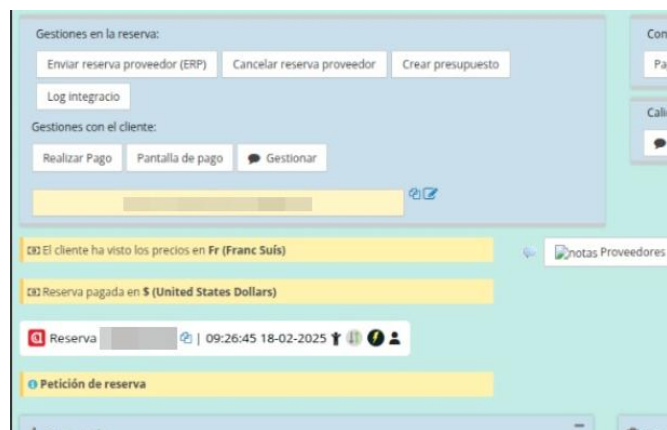 Gestiones en la reserva:
Enviar reserva proveedor (ERP) Cancelar reserva proveedor Crear presupuesto
Log integracio
Gestiones con el cliente:
Realizar Pago Pantalla de pago Gestionar
El cliente ha visto los precios en Fr (Franc Suís)
notas Proveedores
Reserva pagada en $ (United States Dollars)
Reserva | 09:26:45 18-02-2025
Petición de reserva